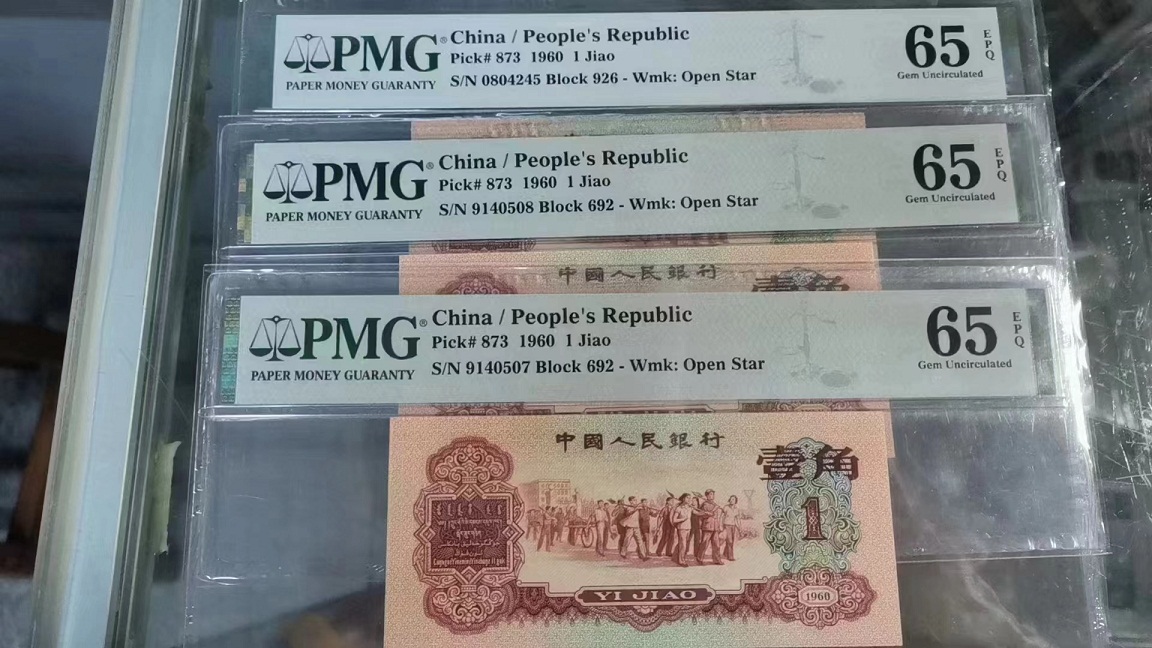 PMG® China / People's Republic
Pick# 873 1960 1 Jiao
PAPER MONEY GUARANTY S/N 0804245 Block 926 - Wmk: Open Star
65 EPQ
Gem Uncirculated
PMG® China / People's Republic
Pick# 873 1960 1 Jiao
PAPER MONEY GUARANTY S/N 9140508 Block 692 - Wmk: Open Star
65 EPQ
Gem Uncirculated
中國人民銀行
壹角
PMG® China / People's Republic
Pick# 873 1960 1 Jiao
PAPER MONEY GUARANTY S/N 9140507 Block 692 - Wmk: Open Star
65 EPQ
Gem Uncirculated
中國人民銀行
壹角
1
YI JIAO
1960